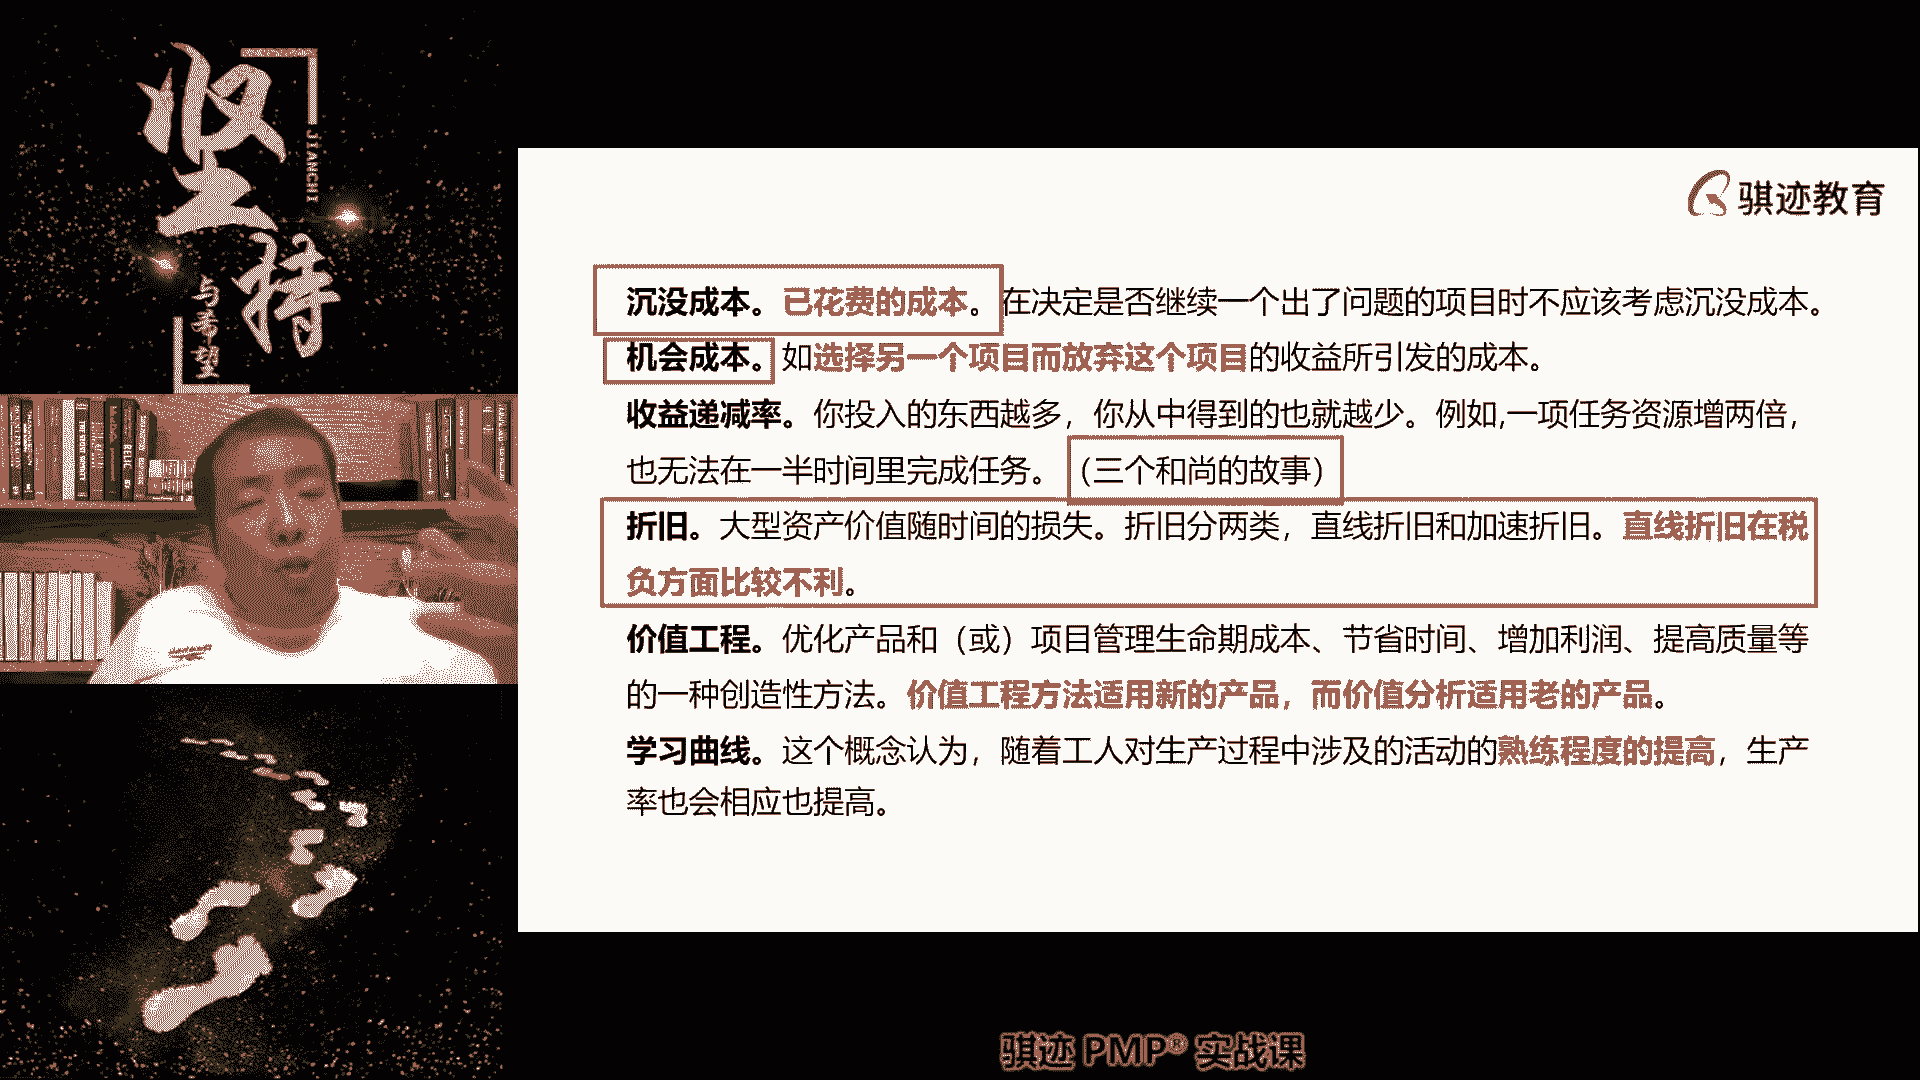 坚持
JIANCHI
与希望
骐迹教育
沉没成本。已花费的成本。在决定是否继续一个出了问题的项目时不应该考虑沉没成本。
机会成本。如选择另一个项目而放弃这个项目的收益所引发的成本。
收益递减率。你投入的东西越多，你从中得到的也就越少。例如,一项任务资源增两倍，
也无法在一半时间里完成任务。（三个和尚的故事）
折旧。大型资产价值随时间的损失。折旧分两类，直线折旧和加速折旧。直线折旧在税
负方面比较不利。
价值工程。优化产品和（或）项目管理生命期成本、节省时间、增加利润、提高质量等
的一种创造性方法。价值工程方法适用新的产品，而价值分析适用老的产品。
学习曲线。这个概念认为，随着工人对生产过程中涉及的活动的熟练程度的提高，生产
率也会相应也提高。
骐迹 PMP® 实战课